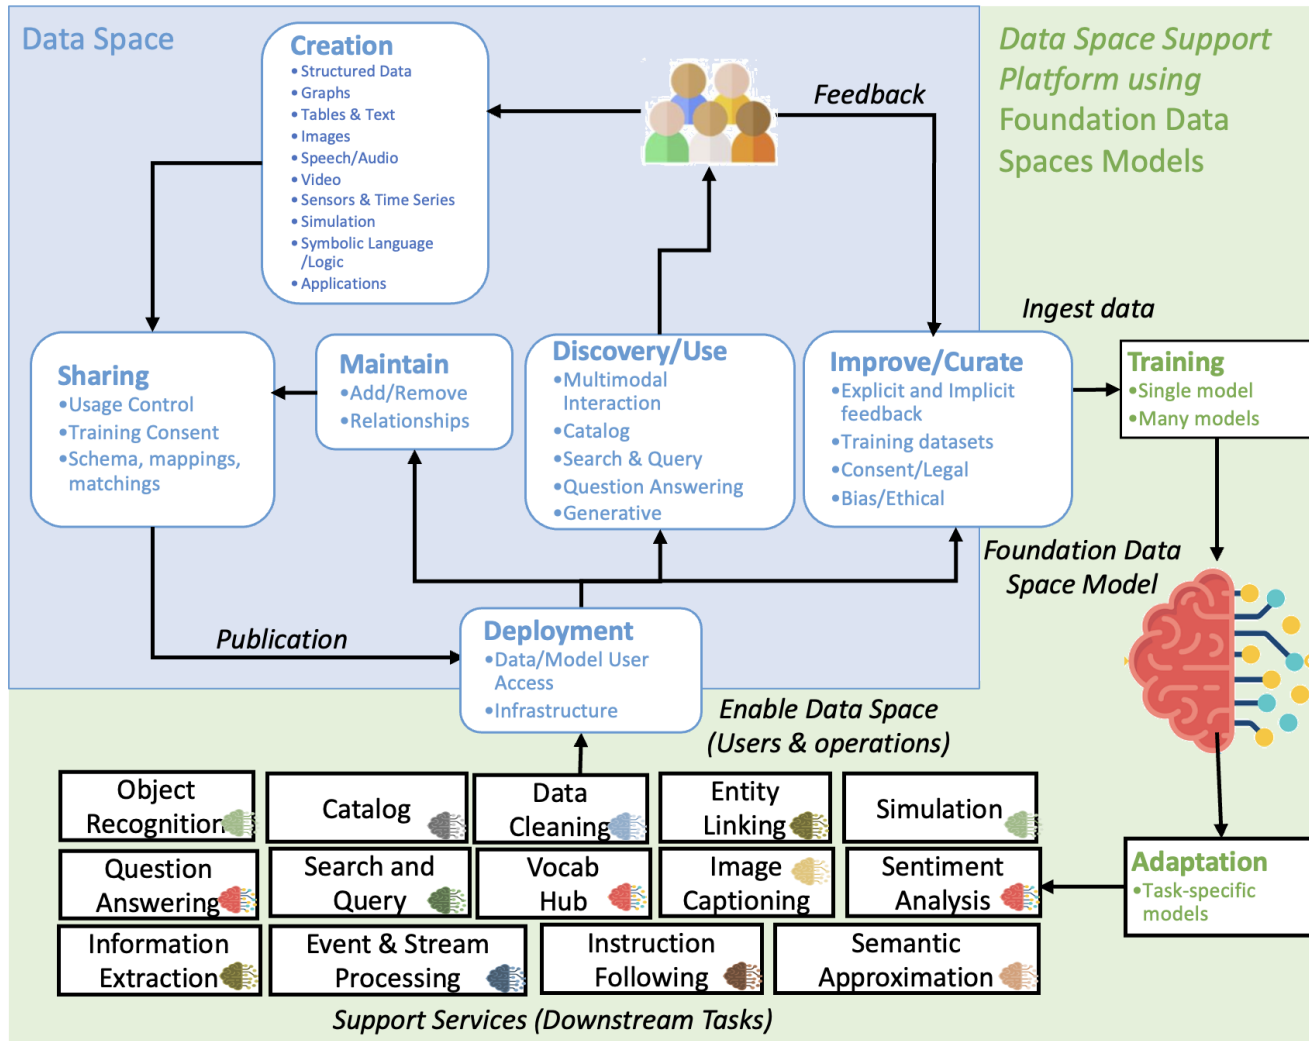 Data Space
Creation
•Structured Data
•Graphs
•Tables & Text
•Images
•Speech/Audio
•Video
•Sensors & Time Series
•Simulation
•Symbolic Language
/Logic
•Applications
Feedback
Data Space Support
Platform using
Foundation Data
Spaces Models
Sharing
•Usage Control
•Training Consent
•Schema, mappings,
matchings
Maintain
•Add/Remove
•Relationships
Discovery/Use
•Multimodal
Interaction
•Catalog
•Search & Query
•Question Answering
•Generative
Improve/Curate
•Explicit and Implicit
feedback
•Training datasets
•Consent/Legal
•Bias/Ethical
Ingest data
Training
•Single model
•Many models
Foundation Data
Space Model
Publication
Deployment
•Data/Model User
Access
•Infrastructure
Enable Data Space
(Users & operations)
Object
Recognition
Catalog
Data
Cleaning
Entity
Linking
Simulation
Question
Answering
Search and
Query
Vocab
Hub
Image
Captioning
Sentiment
Analysis
Adaptation
•Task-specific
models
Information
Extraction
Event & Stream
Processing
Instruction
Following
Semantic
Approximation
Support Services (Downstream Tasks)